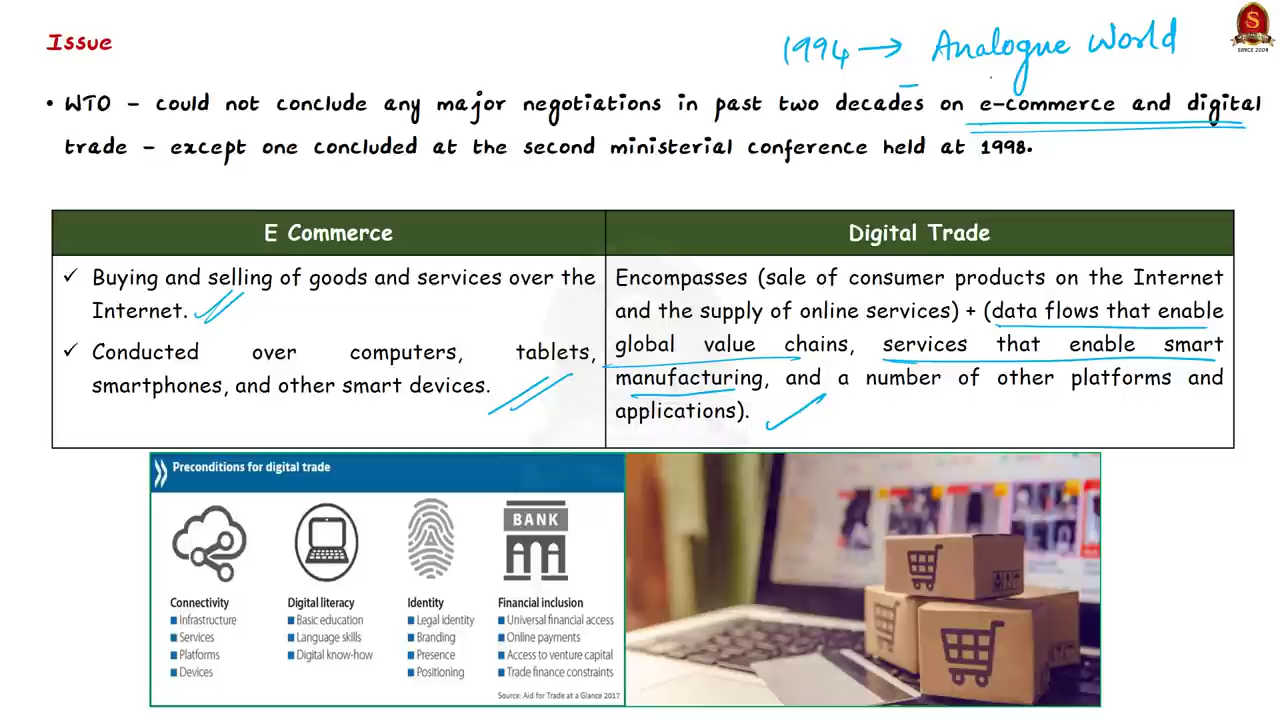 Issue
1994 → Analogue World
SINCE 2004
• WTO – could not conclude any major negotiations in past two decades on e-commerce and digital
trade – except one concluded at the second ministerial conference held at 1998.
E Commerce
✓ Buying and selling of goods and services over the
Internet.
✓ Conducted over computers, tablets,
smartphones, and other smart devices.
Digital Trade
Encompasses (sale of consumer products on the Internet
and the supply of online services) + (data flows that enable
global value chains, services that enable smart
manufacturing, and a number of other platforms and
applications).
Preconditions for digital trade
Connectivity
Infrastructure
Services
Platforms
Devices
Digital literacy
Basic education
Language skills
Digital know-how
Identity
Legal identity
Branding
Presence
Positioning
BANK
Financial inclusion
Universal financial access
Online payments
Access to venture capital
Trade finance constraints
Source: Aid for Trade at a Glance 2017